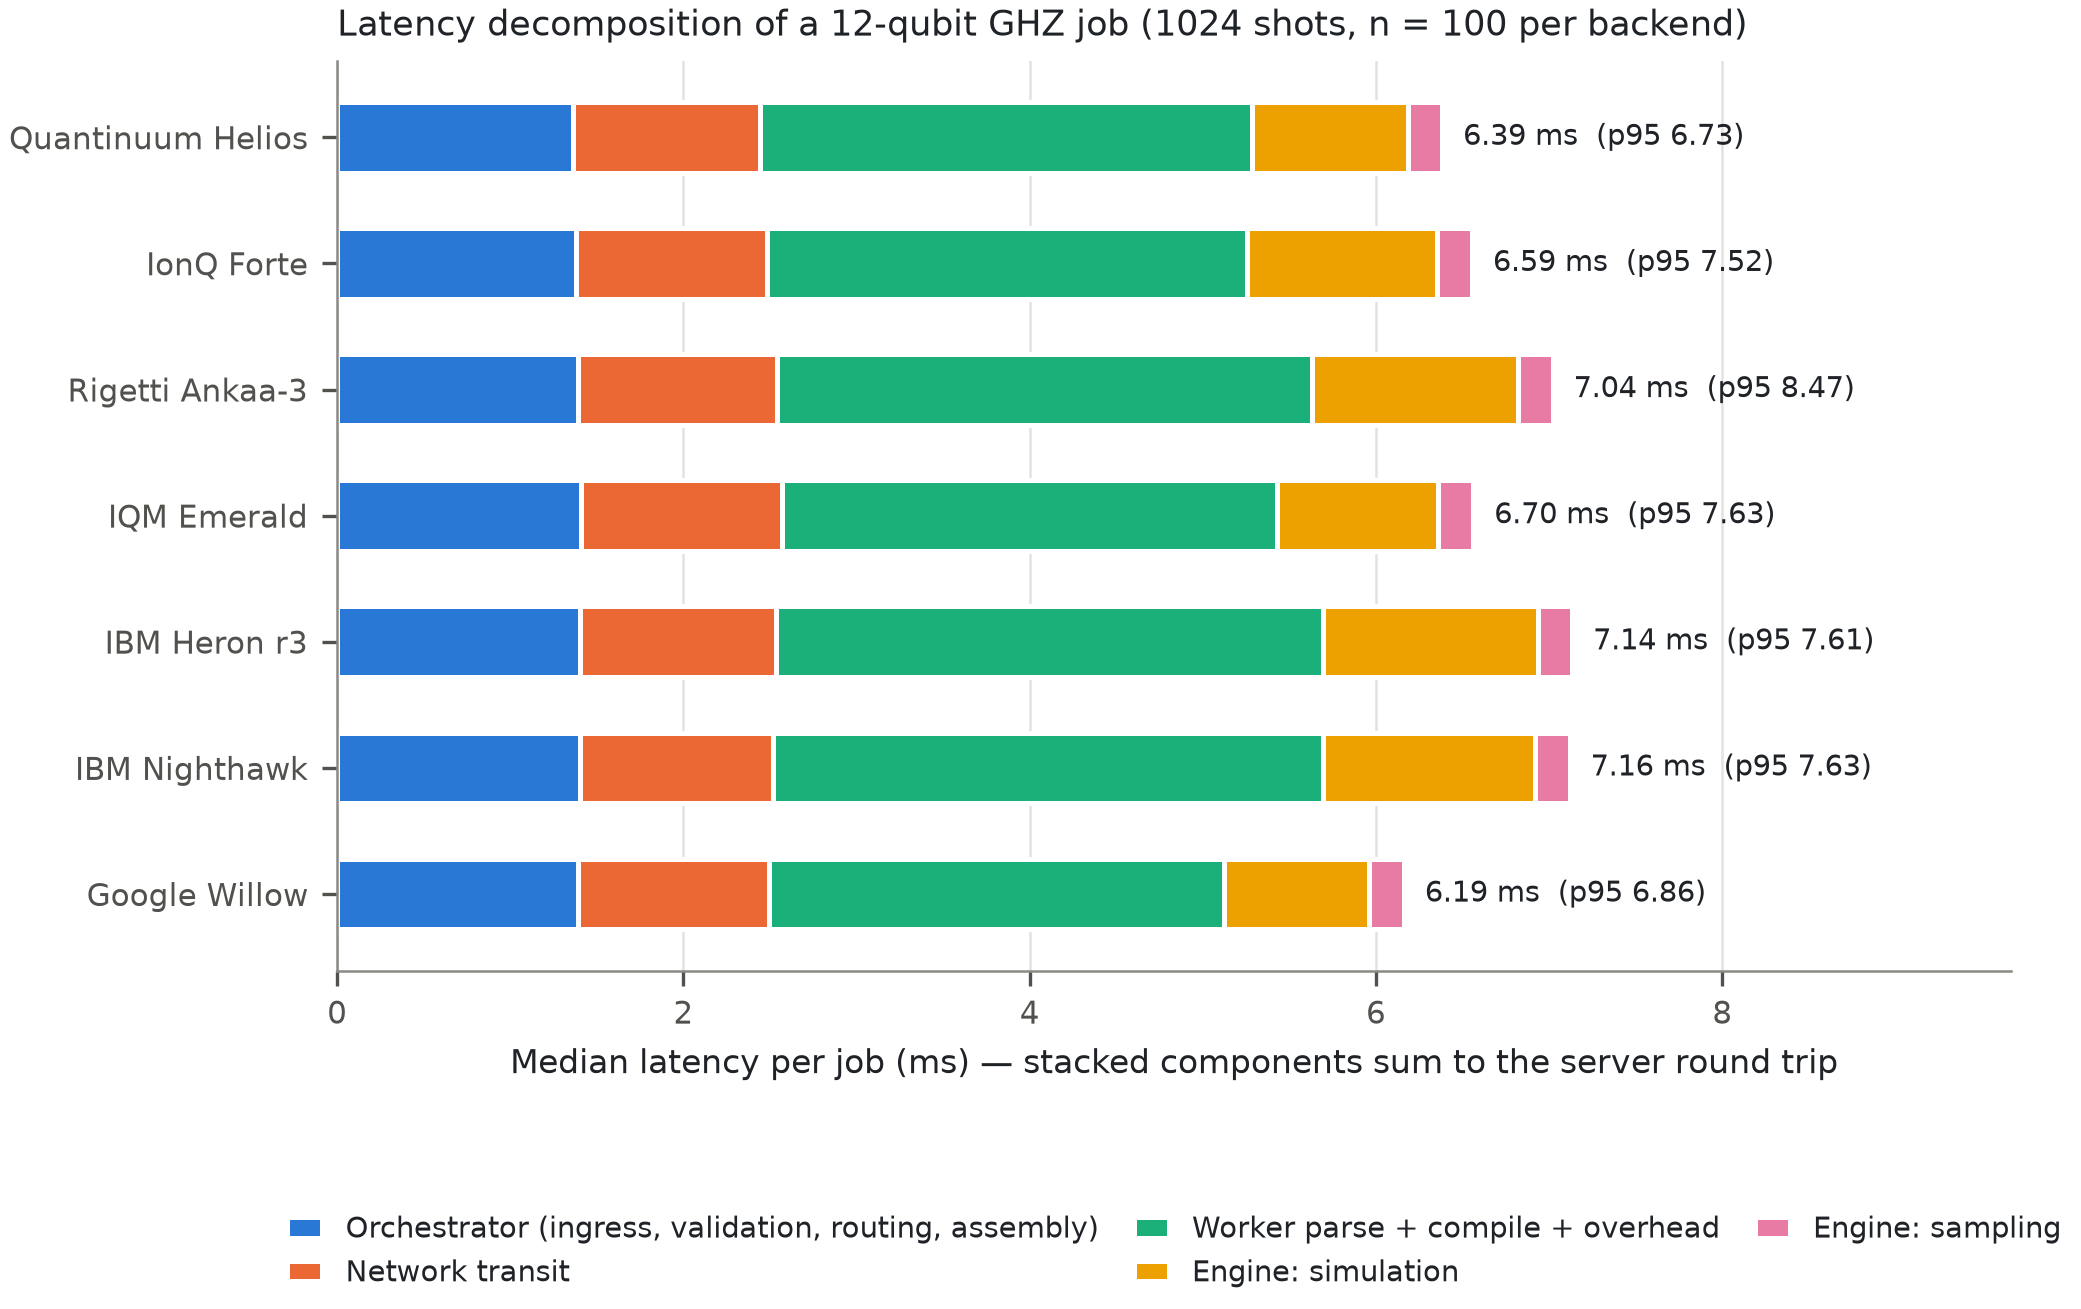 Latency decomposition of a 12-qubit GHZ job (1024 shots, n = 100 per backend)
Quantinuum Helios
6.39 ms (p95 6.73)
IonQ Forte
6.59 ms (p95 7.52)
Rigetti Ankaa-3
7.04 ms (p95 8.47)
IQM Emerald
6.70 ms (p95 7.63)
IBM Heron r3
7.14 ms (p95 7.61)
IBM Nighthawk
7.16 ms (p95 7.63)
Google Willow
6.19 ms (p95 6.86)
0 2 4 6 8
Median latency per job (ms) — stacked components sum to the server round trip
Orchestrator (ingress, validation, routing, assembly)
Network transit
Worker parse + compile + overhead
Engine: simulation
Engine: sampling